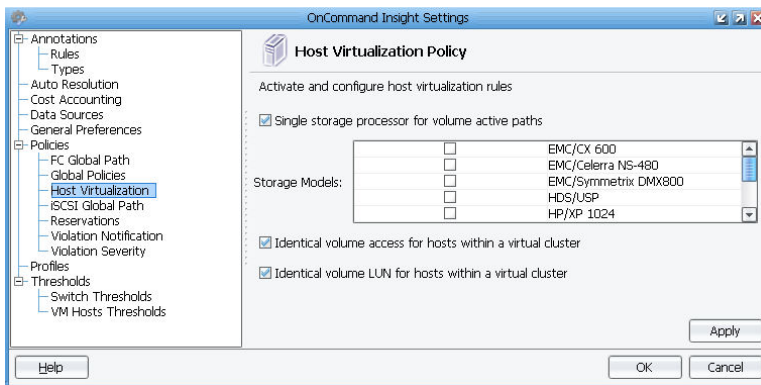 OnCommand Insight Settings
Annotations
Rules
Types
Auto Resolution
Cost Accounting
Data Sources
General Preferences
Policies
FC Global Path
Global Policies
Host Virtualization
iSCSI Global Path
Reservations
Violation Notification
Violation Severity
Profiles
Thresholds
Switch Thresholds
VM Hosts Thresholds
Host Virtualization Policy
Activate and configure host virtualization rules
Single storage processor for volume active paths
Storage Models:
EMC/CX 600
EMC/Celerra NS-480
EMC/Symmetrix DMX800
HDS/USP
HP/XP 1024
Identical volume access for hosts within a virtual cluster
Identical volume LUN for hosts within a virtual cluster
Apply
Help
OK
Cancel